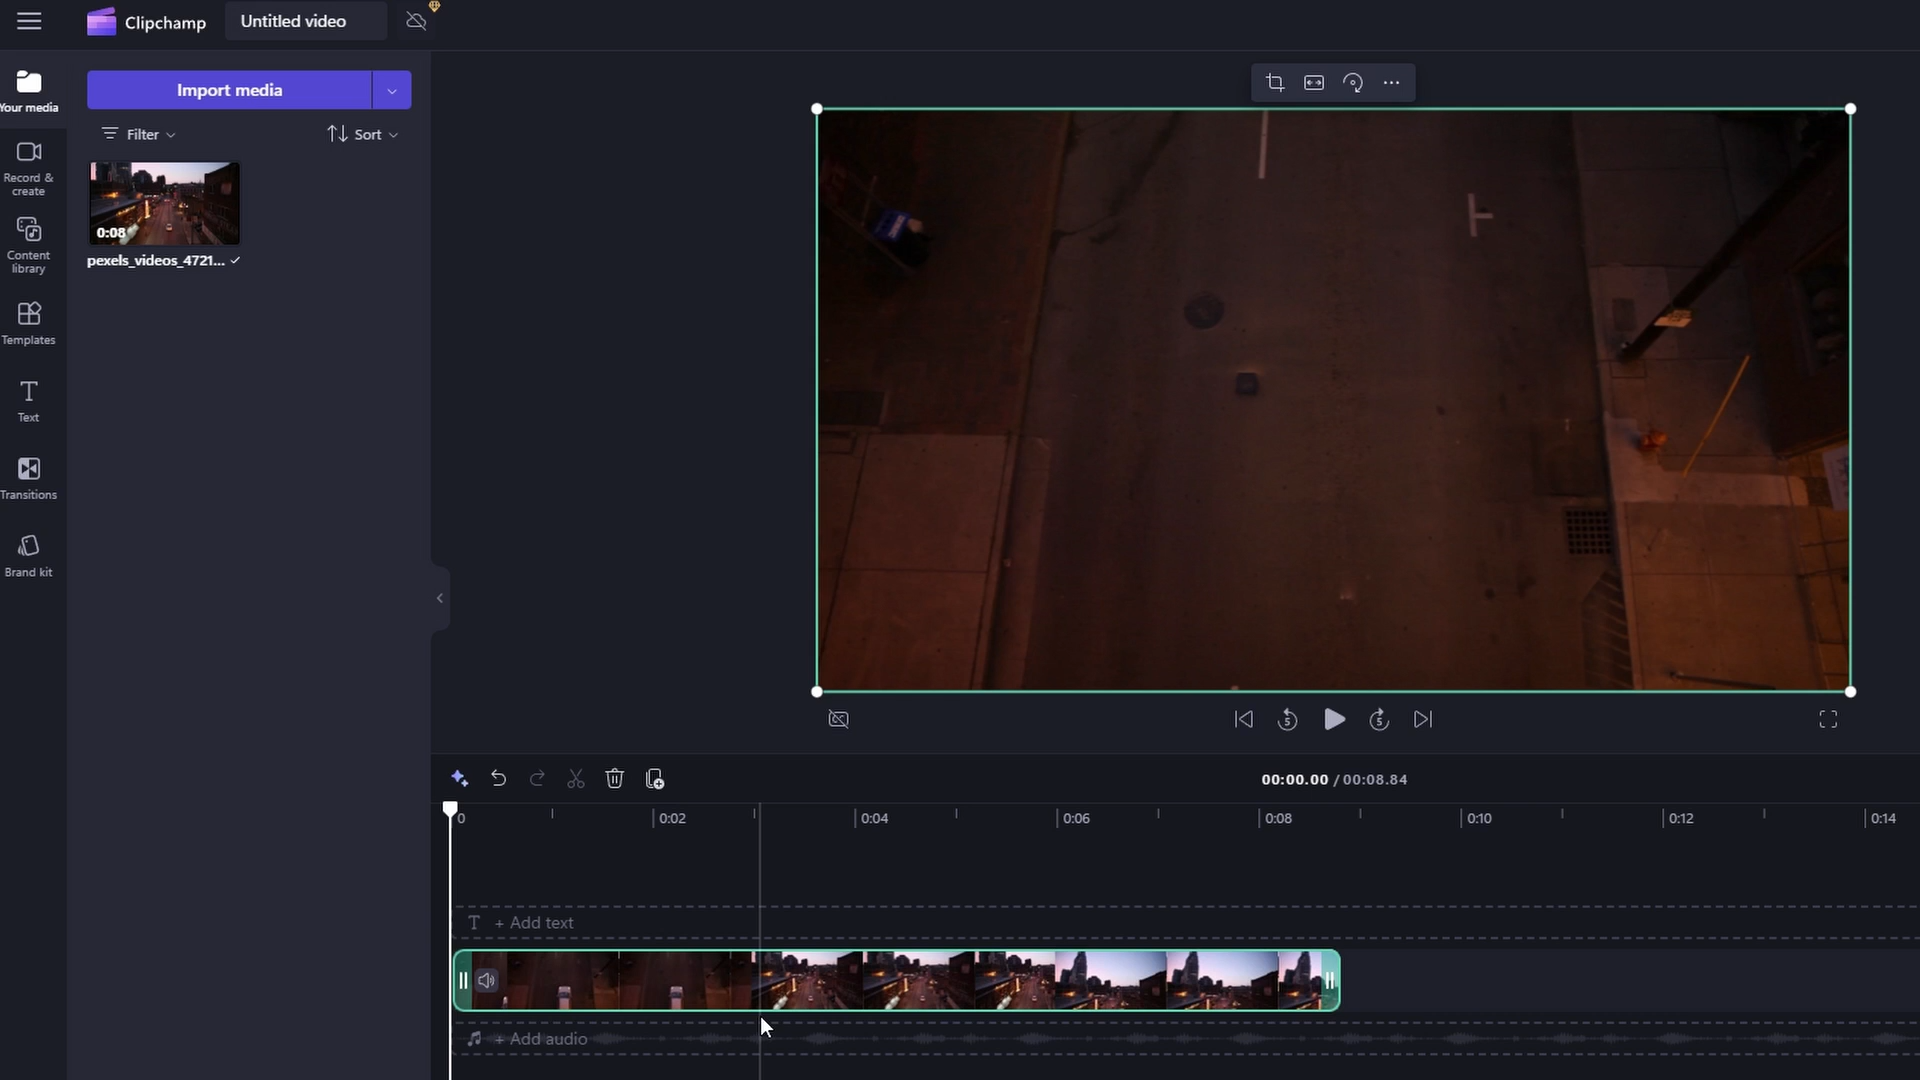 Clipchamp
Untitled video
Your media
Import media
Filter
Sort
0:08
pexels_videos_4721...
Record &
create
Content
library
Templates
Text
Transitions
Brand kit
5
5
00:00.00 / 00:08.84
0
0:02
0:04
0:06
0:08
0:10
0:12
0:14
T + Add text
+ Add audio